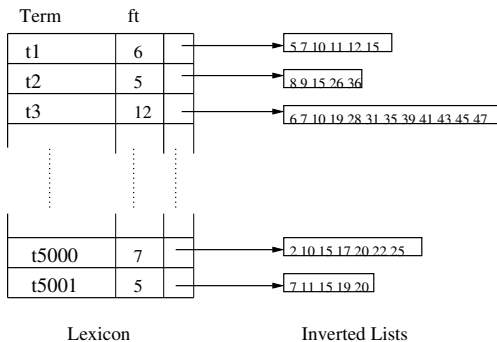 Term ft
t1 6 5 7 10 11 12 15
t2 5 8 9 15 26 36
t3 12 6 7 10 19 28 31 35 39 41 43 45 47
t5000 7 2 10 15 17 20 22 25
t5001 5 7 11 15 19 20
Lexicon Inverted Lists